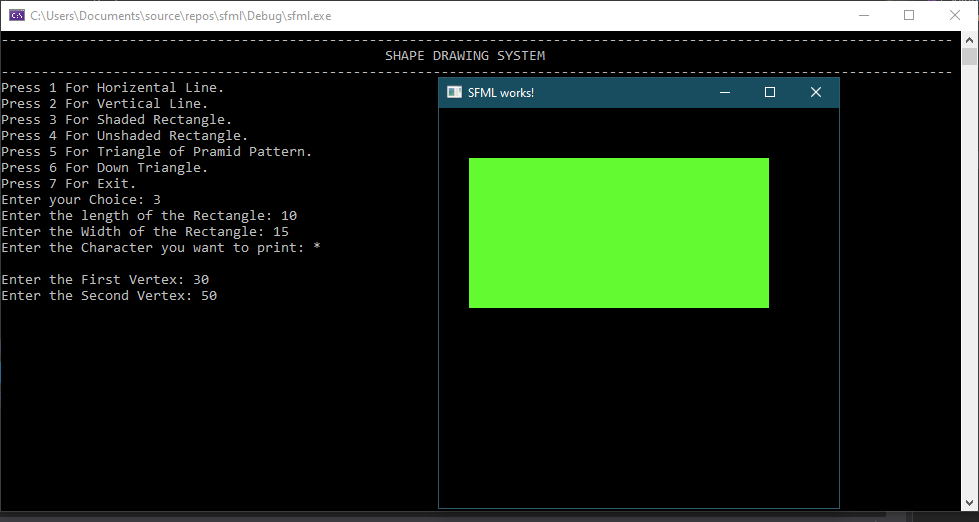 C:\Users\Documents\source\repos\sfml\Debug\sfml.exe
SHAPE DRAWING SYSTEM
Press 1 For Horizental Line.
Press 2 For Vertical Line.
Press 3 For Shaded Rectangle.
Press 4 For Unshaded Rectangle.
Press 5 For Triangle of Pramid Pattern.
Press 6 For Down Triangle.
Press 7 For Exit.
Enter your Choice: 3
Enter the length of the Rectangle: 10
Enter the Width of the Rectangle: 15
Enter the Character you want to print: *
Enter the First Vertex: 30
Enter the Second Vertex: 50
SFML works!